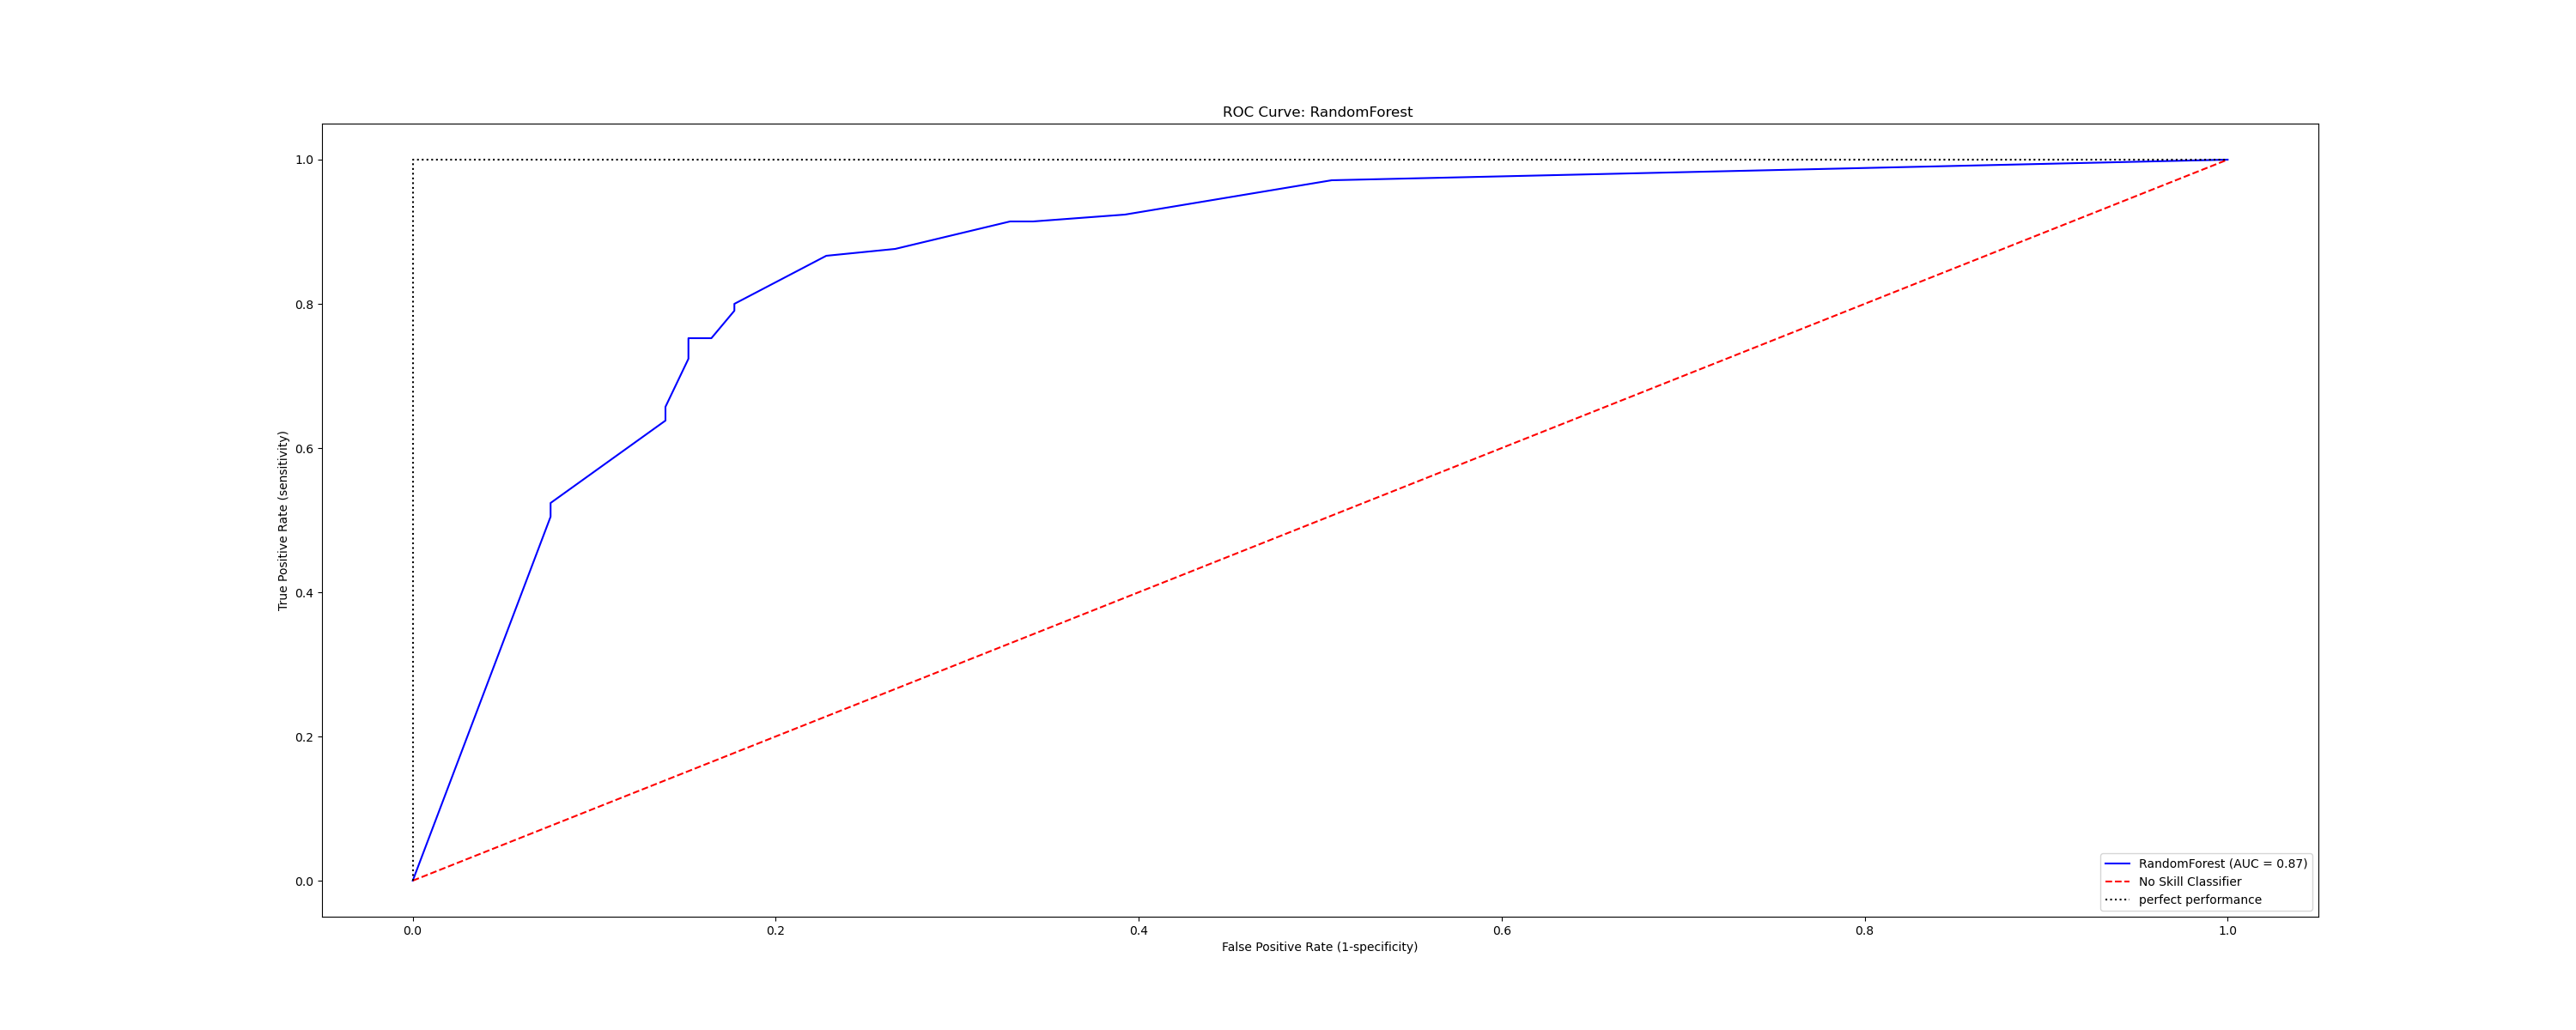 ROC Curve: RandomForest
True Positive Rate (sensitivity)
1.0
0.8
0.6
0.4
0.2
0.0
0.0 0.2 0.4 0.6 0.8 1.0
False Positive Rate (1-specificity)
RandomForest (AUC = 0.87)
No Skill Classifier
perfect performance